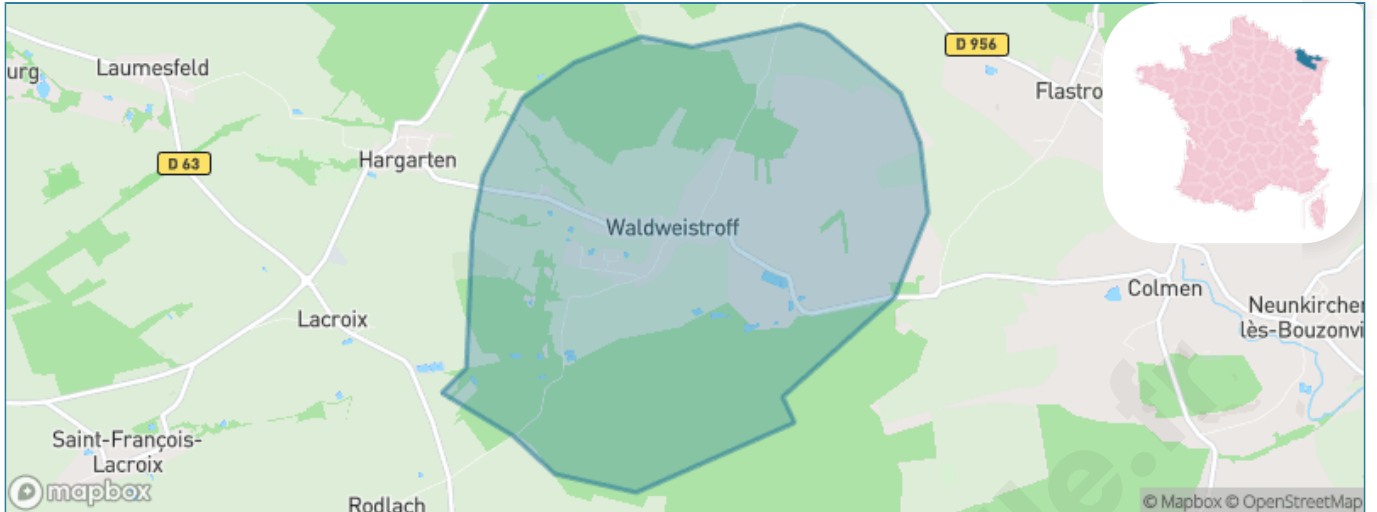 D 956
urg
Laumesfeld
Flastro
Hargarten
D 63
Waldweistroff
Colmen
Neunkircher
lès-Bouzonvi
Lacroix
Saint-François-
Lacroix
Rodlach
mapbox
© Mapbox © OpenStreetMap